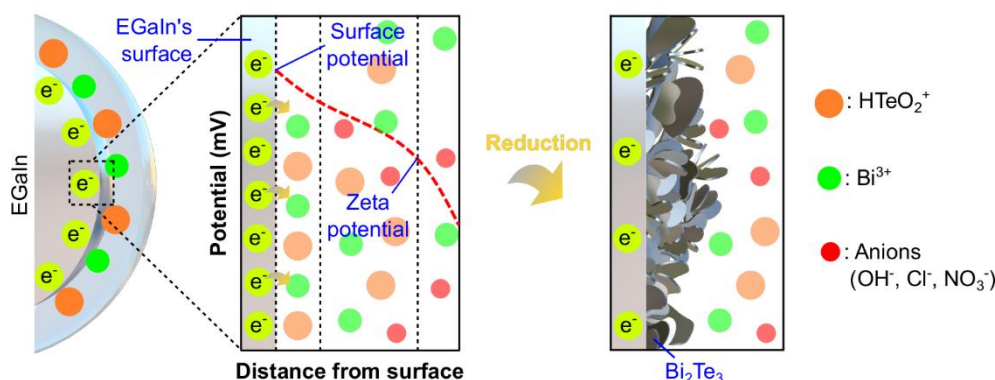 EGaIn
e⁻
e⁻
e⁻
e⁻
e⁻
EGaIn's
surface
Surface
potential
Zeta
potential
Potential (mV)
e⁻
e⁻
e⁻
e⁻
e⁻
e⁻
e⁻
Distance from surface
Reduction
e⁻
e⁻
e⁻
e⁻
Bi₂Te₃
: HTeO₂⁺
: Bi³⁺
: Anions
(OH⁻, Cl⁻, NO₃⁻)